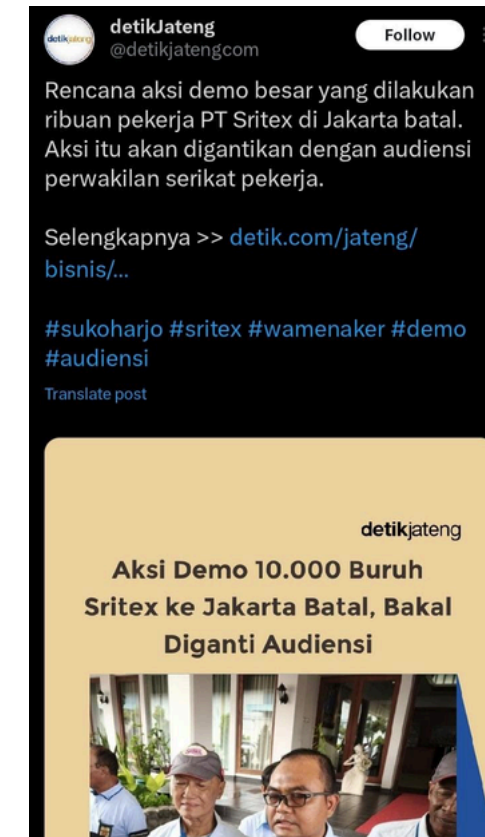 detikjateng
detikJateng
@detikjatengcom
Follow
Rencana aksi demo besar yang dilakukan
ribuan pekerja PT Sritex di Jakarta batal.
Aksi itu akan digantikan dengan audiensi
perwakilan serikat pekerja.
Selengkapnya >> detik.com/jateng/
bisnis/...
#sukoharjo #sritex #wamenaker #demo
#audiensi
Translate post
detikjateng
Aksi Demo 10.000 Buruh
Sritex ke Jakarta Batal, Bakal
Diganti Audiensi